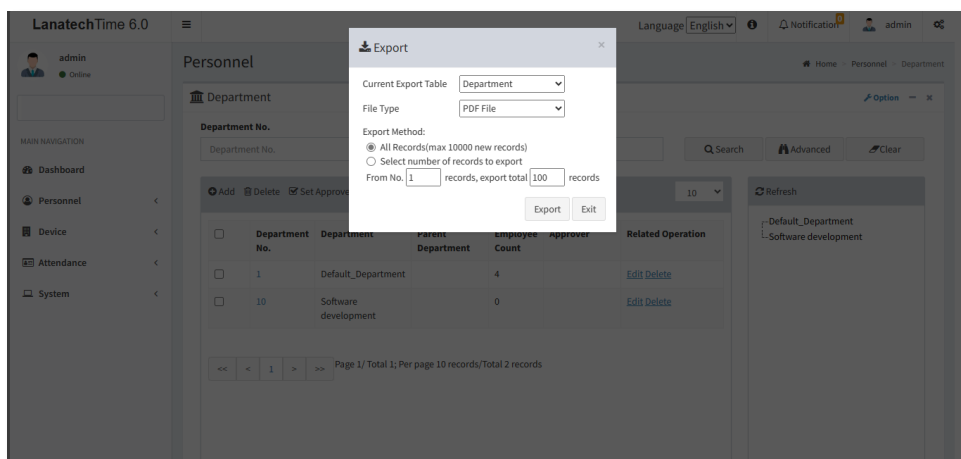 LanatechTime 6.0
Language English
Notification 0
admin
admin
Online
Personnel
Home Personnel Department
Export
×
Current Export Table Department
File Type PDF File
Export Method:
All Records(max 10000 new records)
Select number of records to export
From No. 1 records, export total 100 records
Export Exit
Department
Option
Department No.
Department No.
Search Advanced Clear
MAIN NAVIGATION
Dashboard
Personnel
Device
Attendance
System
Add Delete Set Approve
10
Refresh
Default_Department
Software development
Department No. Department Parent Department Employee Count Approver Related Operation
1 Default_Department 4 Edit Delete
10 Software development 0 Edit Delete
<< < 1 > >> Page 1/ Total 1; Per page 10 records/Total 2 records